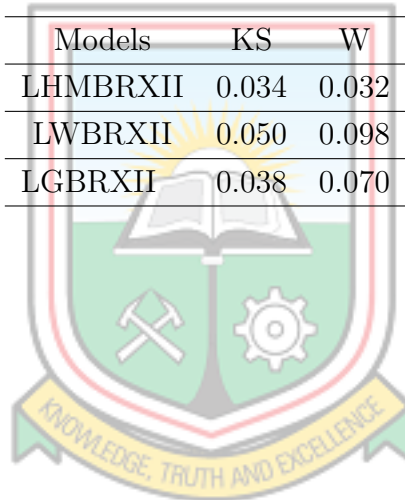 Models KS W
LHMBRXII 0.034 0.032
LWBRXII 0.050 0.098
LGBRXII 0.038 0.070
KNOWLEDGE, TRUTH AND EXCELLENCE